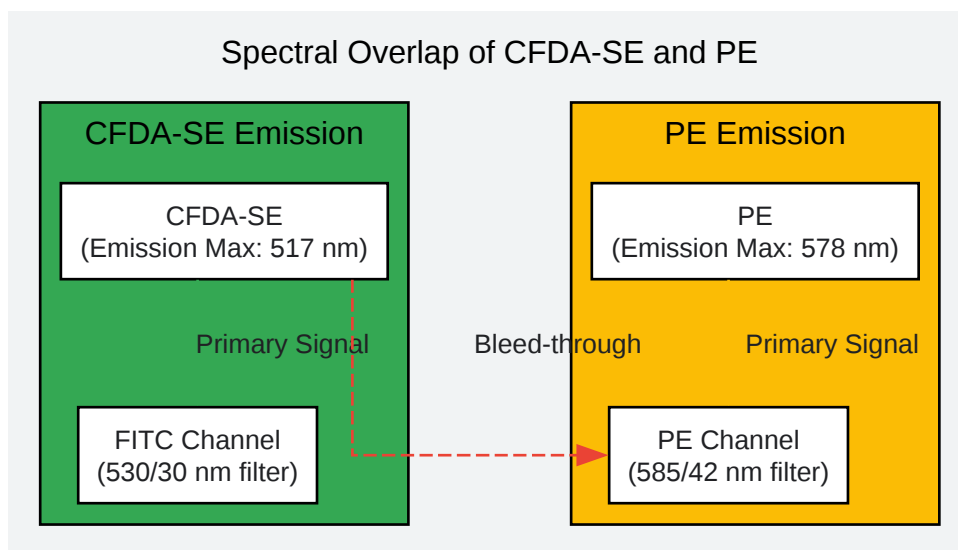 Spectral Overlap of CFDA-SE and PE
CFDA-SE Emission
CFDA-SE
(Emission Max: 517 nm)
Primary Signal
FITC Channel
(530/30 nm filter)
Bleed-through
PE Emission
PE
(Emission Max: 578 nm)
Primary Signal
PE Channel
(585/42 nm filter)